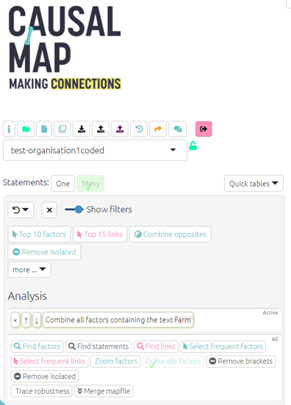 CAUSAL
MAP
MAKING CONNECTIONS
test-organisation1coded
Statements: One Many Quick tables
Show filters
Top 10 factors Top 15 links Combine opposites
Remove isolated
more ...
Analysis
Active
Combine all factors containing the text Farm
All
Find factors Find statements Find links Select frequent factors
Select frequent links Zoom factors Bundle factors Remove brackets
Remove isolated
Trace robustness Merge mapfile